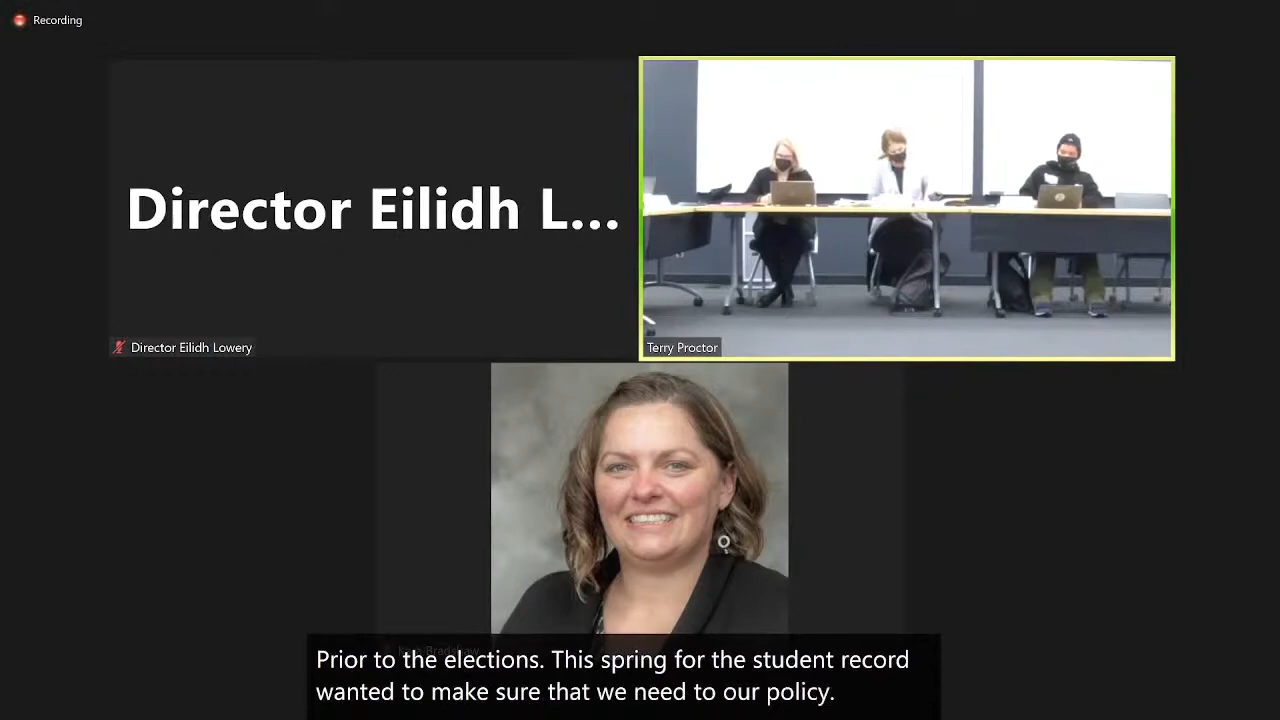 Recording
Director Eilidh L...
Director Eilidh Lowery
Terry Proctor
Bradshaw
Prior to the elections. This spring for the student record
wanted to make sure that we need to our policy.